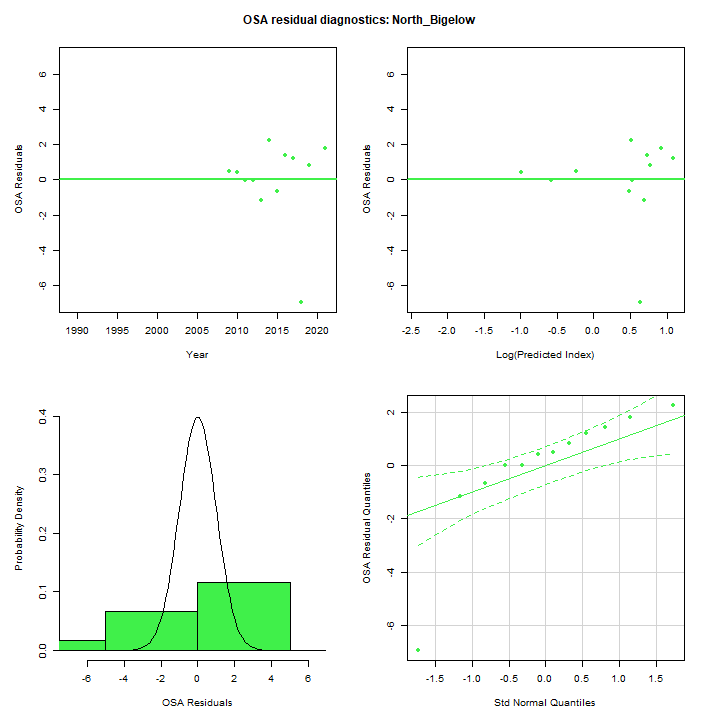 OSA residual diagnostics: North_Bigelow
OSA Residuals
6
4
2
0
-2
-4
-6
1990 1995 2000 2005 2010 2015 2020
Year
OSA Residuals
6
4
2
0
-2
-4
-6
-2.5 -2.0 -1.5 -1.0 -0.5 0.0 0.5 1.0
Log(Predicted Index)
Probability Density
0.4
0.3
0.2
0.1
0.0
-6 -4 -2 0 2 4 6
OSA Residuals
OSA Residual Quantiles
2
0
-2
-4
-6
-1.5 -1.0 -0.5 0.0 0.5 1.0 1.5
Std Normal Quantiles